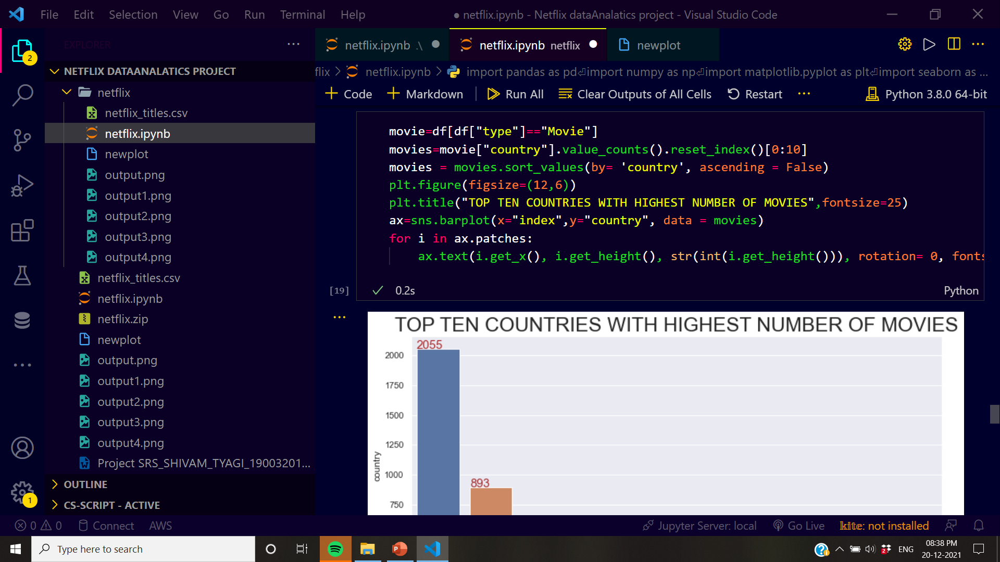 File Edit Selection View Go Run Terminal Help
● netflix.ipynb - Netflix dataAnalatics project - Visual Studio Code
EXPLORER
2
NETFLIX DATAANALATICS PROJECT
netflix
netflix_titles.csv
netflix.ipynb
newplot
output.png
output1.png
output2.png
output3.png
output4.png
netflix_titles.csv
netflix.ipynb
netflix.zip
newplot
output.png
output1.png
output2.png
output3.png
output4.png
Project SRS_SHIVAM_TYAGI_19003201...
OUTLINE
1
CS-SCRIPT - ACTIVE
netflix.ipynb .\ netflix.ipynb netflix newplot
flix > netflix.ipynb > import pandas as pd⏎import numpy as np⏎import matplotlib.pyplot as plt⏎import seaborn as ...
Code Markdown Run All Clear Outputs of All Cells Restart ... Python 3.8.0 64-bit
movie=df[df["type"]=="Movie"]
movies=movie["country"].value_counts().reset_index()[0:10]
movies = movies.sort_values(by= 'country', ascending = False)
plt.figure(figsize=(12,6))
plt.title("TOP TEN COUNTRIES WITH HIGHEST NUMBER OF MOVIES",fontsize=25)
ax=sns.barplot(x="index",y="country", data = movies)
for i in ax.patches:
ax.text(i.get_x(), i.get_height(), str(int(i.get_height())), rotation= 0, fonts
[19] 0.2s Python
TOP TEN COUNTRIES WITH HIGHEST NUMBER OF MOVIES
2055
2000
1750
1500
1250
1000
893
750
country
0 0 Connect AWS Jupyter Server: local Go Live kite: not installed
Type here to search
2 ENG 08:38 PM
20-12-2021